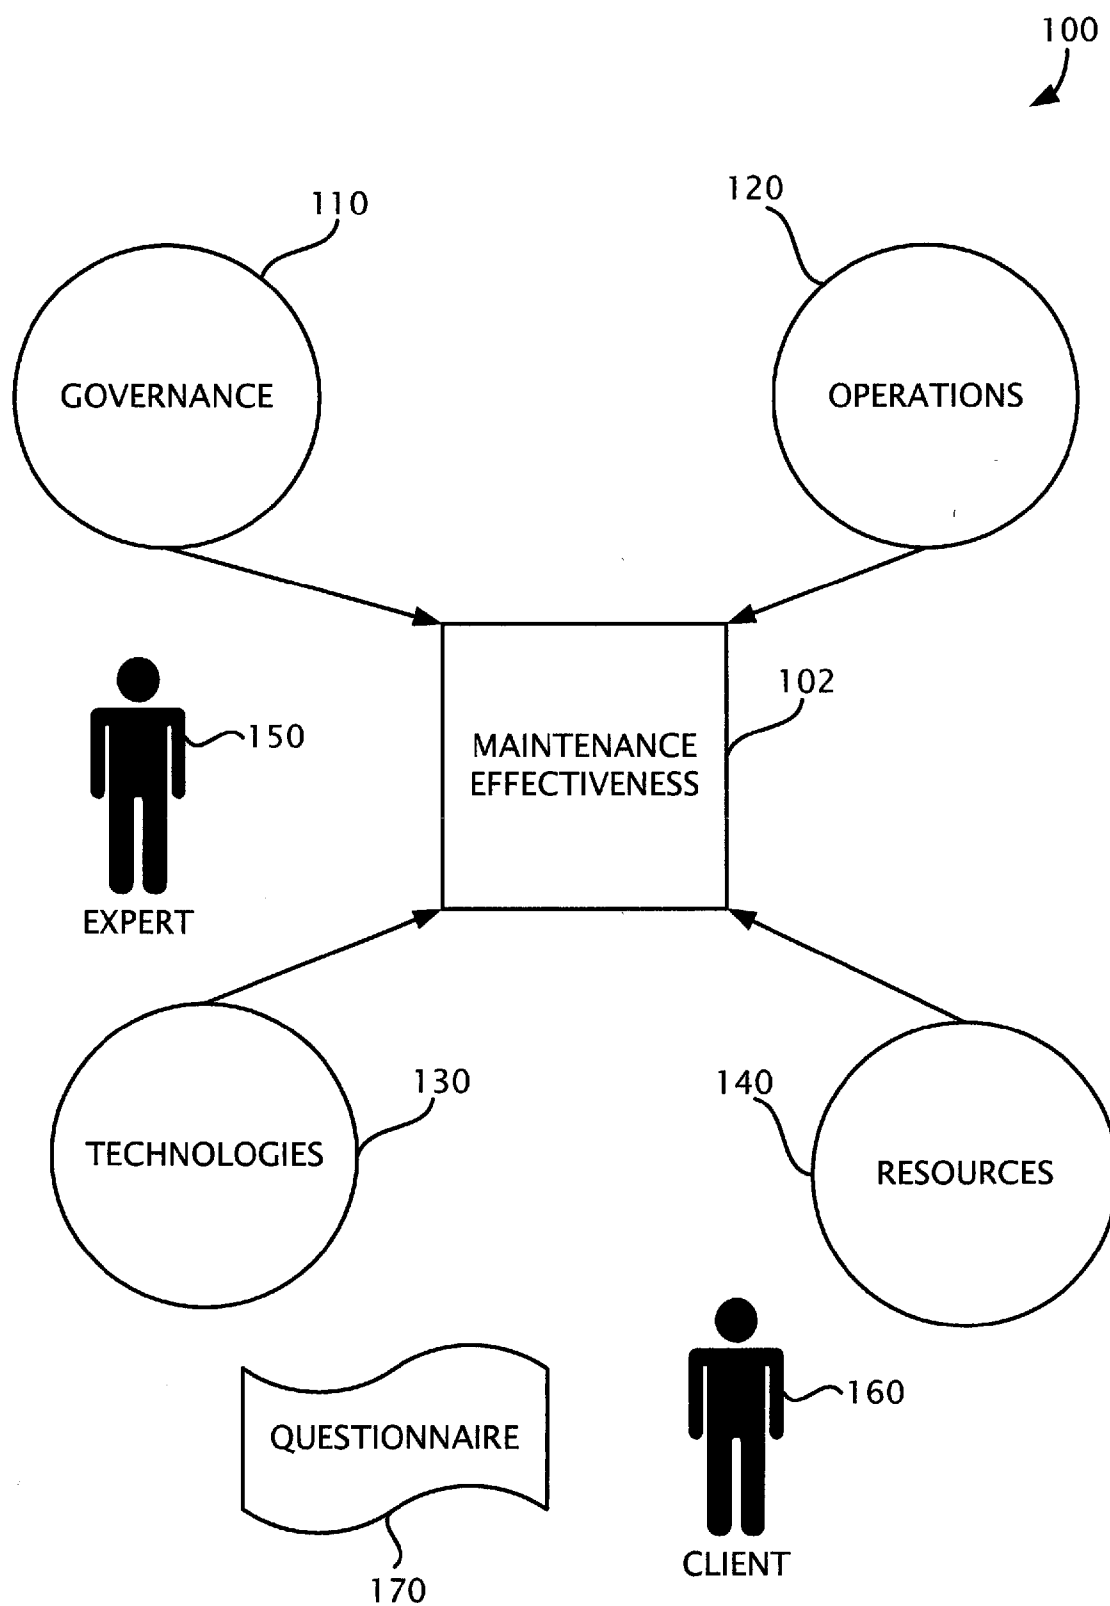 100
110
120
GOVERNANCE
OPERATIONS
102
150
MAINTENANCE
EFFECTIVENESS
EXPERT
130
140
TECHNOLOGIES
RESOURCES
160
QUESTIONNAIRE
CLIENT
170